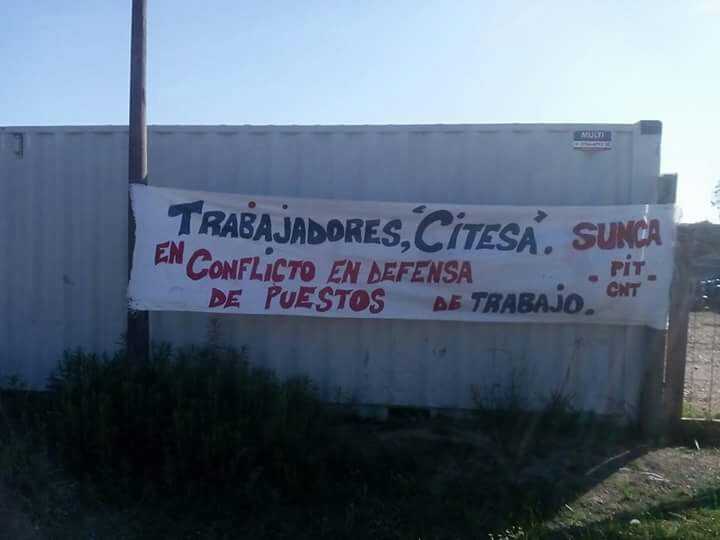 TRABAJADORES, "CITESA". SUNCA
EN CONFLICTO EN DEFENSA - PIT -
DE PUESTOS DE TRABAJO. CNT
MULTI